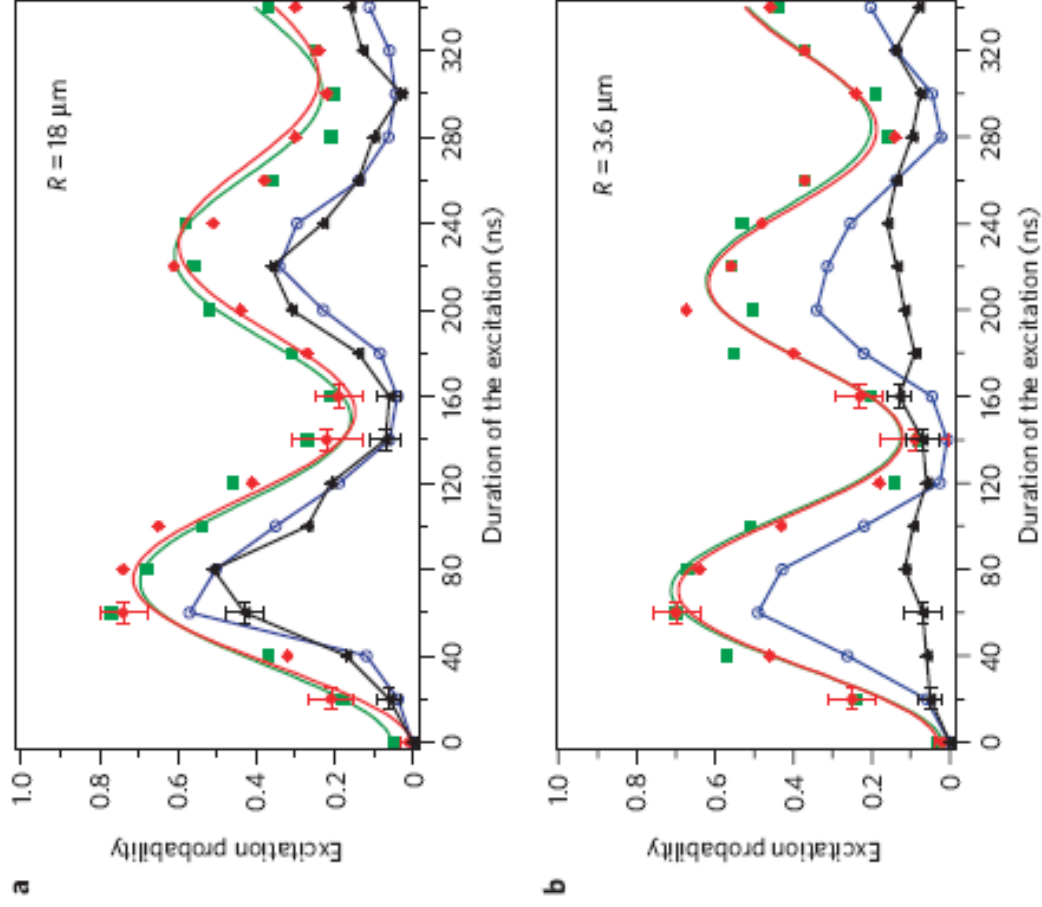 a
R = 18 μm
Excitation probability
1.0
0.8
0.6
0.4
0.2
0
0 40 80 120 160 200 240 280 320
Duration of the excitation (ns)
b
R = 3.6 μm
Excitation probability
1.0
0.8
0.6
0.4
0.2
0
0 40 80 120 160 200 240 280 320
Duration of the excitation (ns)